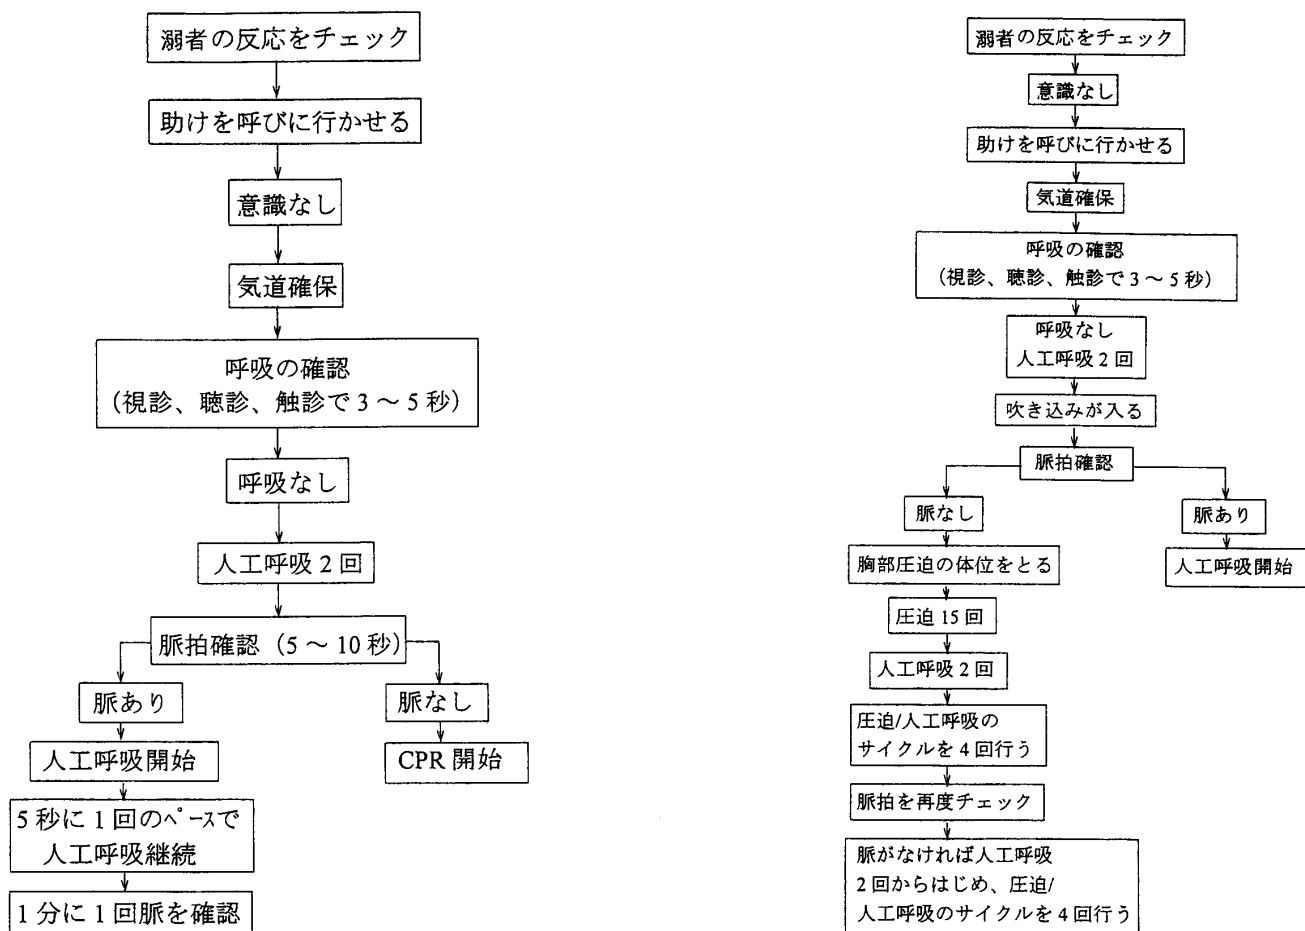 溺者の反応をチェック
助けを呼びに行かせる
意識なし
気道確保
呼吸の確認
(視診、聴診、触診で3～5秒)
呼吸なし
人工呼吸2回
脈拍確認（5～10秒）
脈あり
脈なし
人工呼吸開始
CPR開始
5秒に1回のペースで
人工呼吸継続
1分に1回脈を確認
溺者の反応をチェック
意識なし
助けを呼びに行かせる
気道確保
呼吸の確認
(視診、聴診、触診で3～5秒)
呼吸なし
人工呼吸2回
吹き込みが入る
脈拍確認
脈なし
脈あり
胸部圧迫の体位をとる
人工呼吸開始
圧迫15回
人工呼吸2回
圧迫/人工呼吸の
サイクルを4回行う
脈拍を再度チェック
脈がなければ人工呼吸
2回からはじめ、圧迫/
人工呼吸のサイクルを4回行う